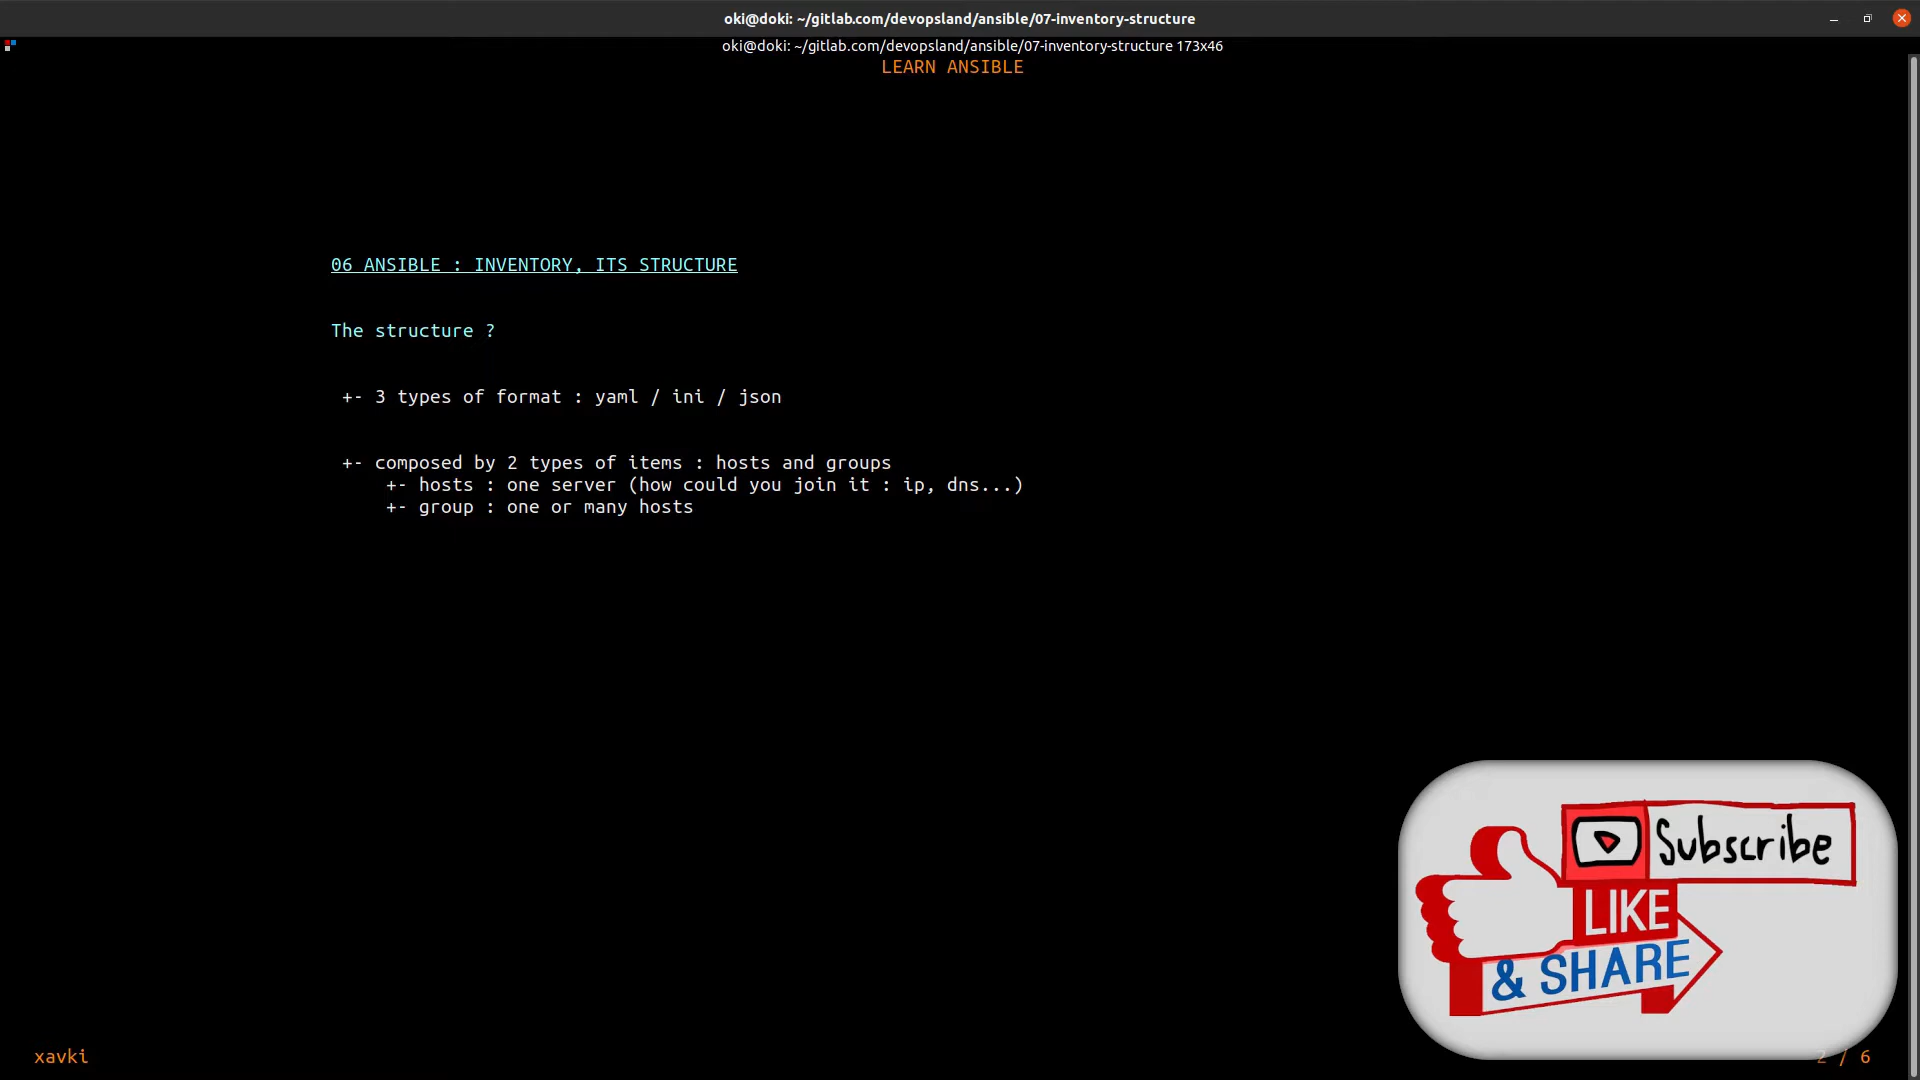 oki@doki: ~/gitlab.com/devopsland/ansible/07-inventory-structure
oki@doki: ~/gitlab.com/devopsland/ansible/07-inventory-structure 173x46
LEARN ANSIBLE
06 ANSIBLE : INVENTORY, ITS STRUCTURE
The structure ?
+- 3 types of format : yaml / ini / json
+- composed by 2 types of items : hosts and groups
+- hosts : one server (how could you join it : ip, dns...)
+- group : one or many hosts
Subscribe
LIKE
& SHARE
xavki
2 / 6